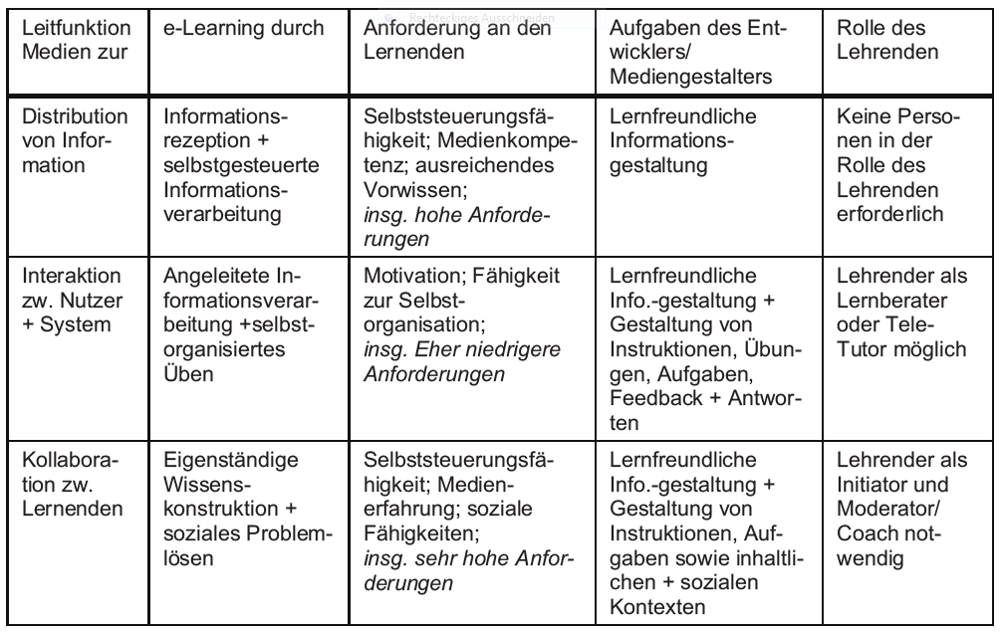 Leitfunktion
Medien zur
e-Learning durch
Rechteckiges Ausschneiden
Anforderung an den
Lernenden
Aufgaben des Ent-
wicklers/
Mediengestalters
Rolle des
Lehrenden
Distribution
von Infor-
mation
Informations-
rezeption +
selbstgesteuerte
Informations-
verarbeitung
Selbststeuerungsfä-
higkeit; Medienkompe-
tenz; ausreichendes
Vorwissen;
insg. hohe Anforde-
rungen
Lernfreundliche
Informations-
gestaltung
Keine Perso-
nen in der
Rolle des
Lehrenden
erforderlich
Interaktion
zw. Nutzer
+ System
Angeleitete In-
formationsverar-
beitung +selbst-
organisiertes
Üben
Motivation; Fähigkeit
zur Selbst-
organisation;
insg. Eher niedrigere
Anforderungen
Lernfreundliche
Info.-gestaltung +
Gestaltung von
Instruktionen, Übun-
gen, Aufgaben,
Feedback + Antwor-
ten
Lehrender als
Lernberater
oder Tele-
Tutor möglich
Kollabora-
tion zw.
Lernenden
Eigenständige
Wissens-
konstruktion +
soziales Problem-
lösen
Selbststeuerungsfä-
higkeit; Medien-
erfahrung; soziale
Fähigkeiten;
insg. sehr hohe Anfor-
derungen
Lernfreundliche
Info.-gestaltung +
Gestaltung von
Instruktionen, Auf-
gaben sowie inhaltli-
chen + sozialen
Kontexten
Lehrender als
Initiator und
Moderator/
Coach not-
wendig